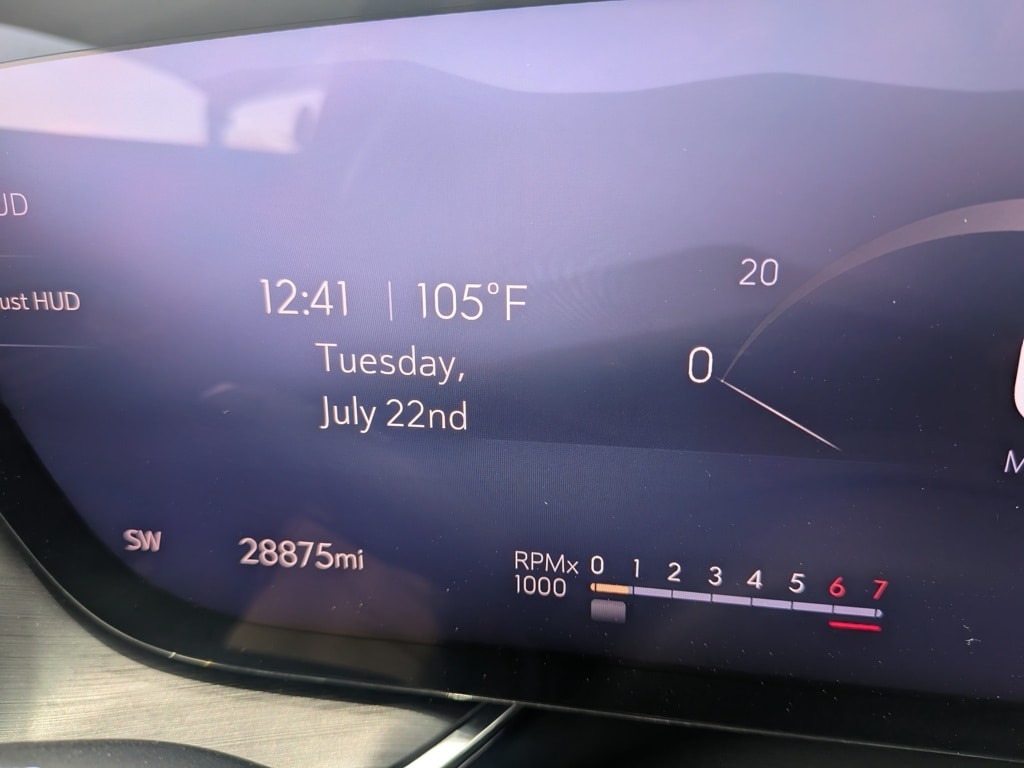 UD
ust HUD
12:41 | 105°F
Tuesday,
July 22nd
20
0
SW
28875mi
RPMx
1000
0 1 2 3 4 5 6 7
M